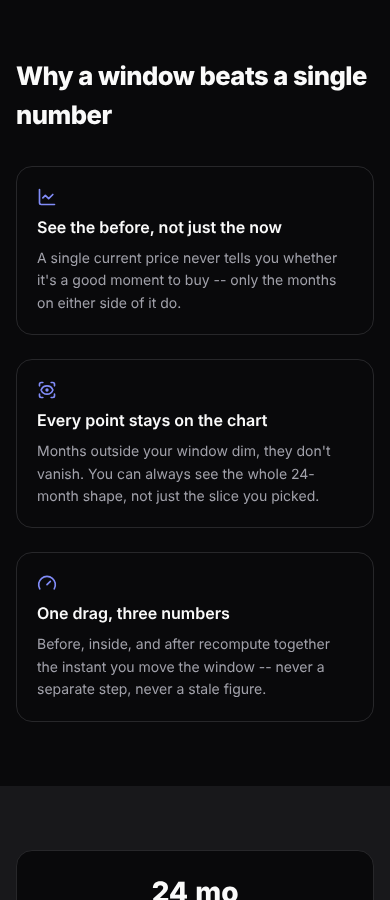 Why a window beats a single
number
See the before, not just the now
A single current price never tells you whether
it's a good moment to buy -- only the months
on either side of it do.
Every point stays on the chart
Months outside your window dim, they don't
vanish. You can always see the whole 24-
month shape, not just the slice you picked.
One drag, three numbers
Before, inside, and after recompute together
the instant you move the window -- never a
separate step, never a stale figure.
24 mo